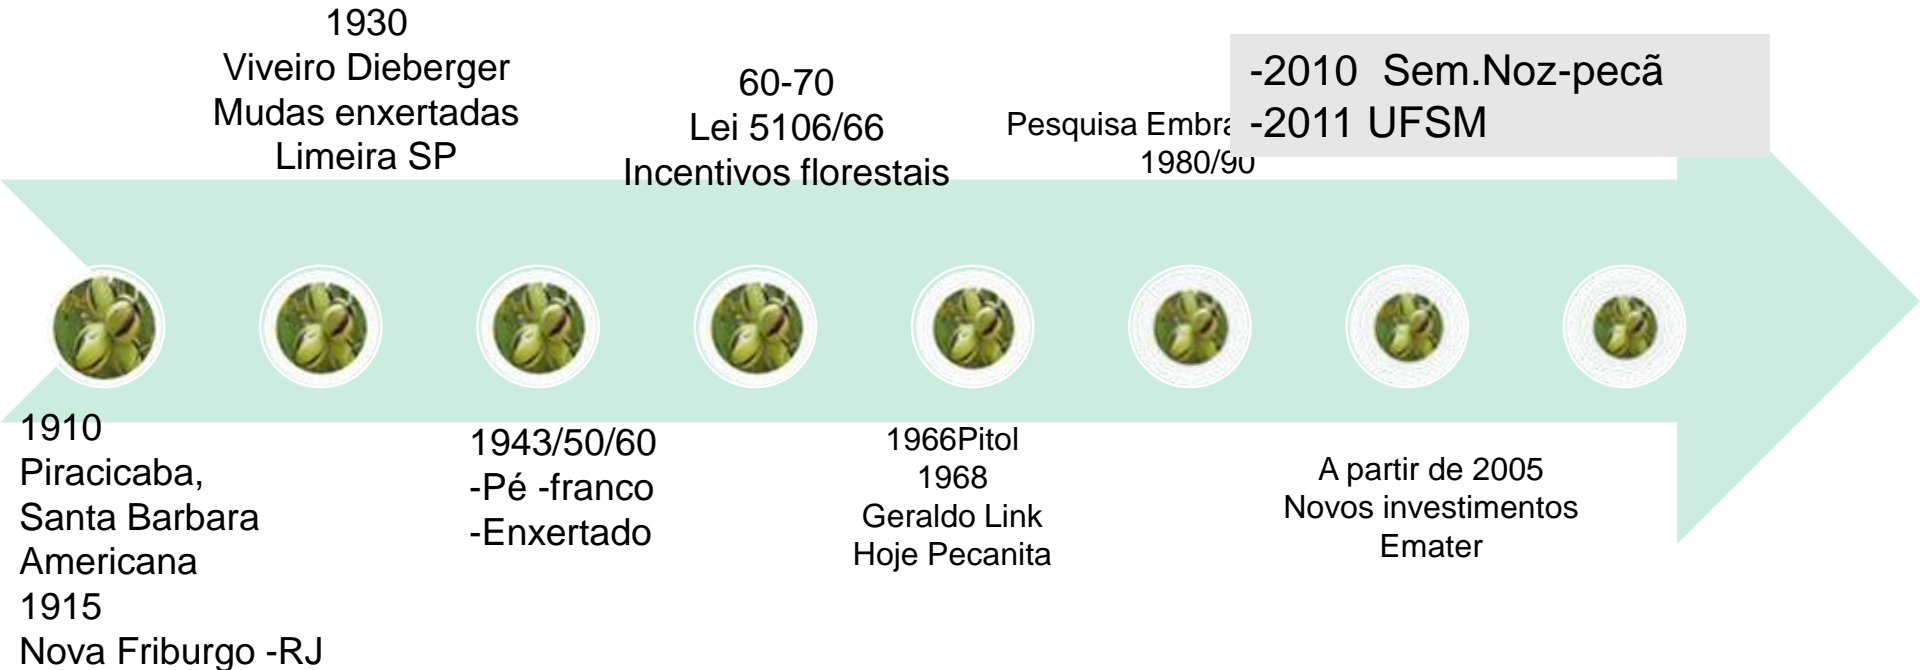 1930
Viveiro Dieberger
Mudas enxertadas
Limeira SP
60-70
Lei 5106/66
Incentivos florestais
Pesquisa
1980/90
-2010 Sem.Noz-pecã
-2011 UFSM
1910
Piracicaba,
Santa Barbara
Americana
1915
Nova Friburgo -RJ
1943/50/60
-Pé -franco
-Enxertado
1966Pitol
1968
Geraldo Link
Hoje Pecanita
A partir de 2005
Novos investimentos
Emater